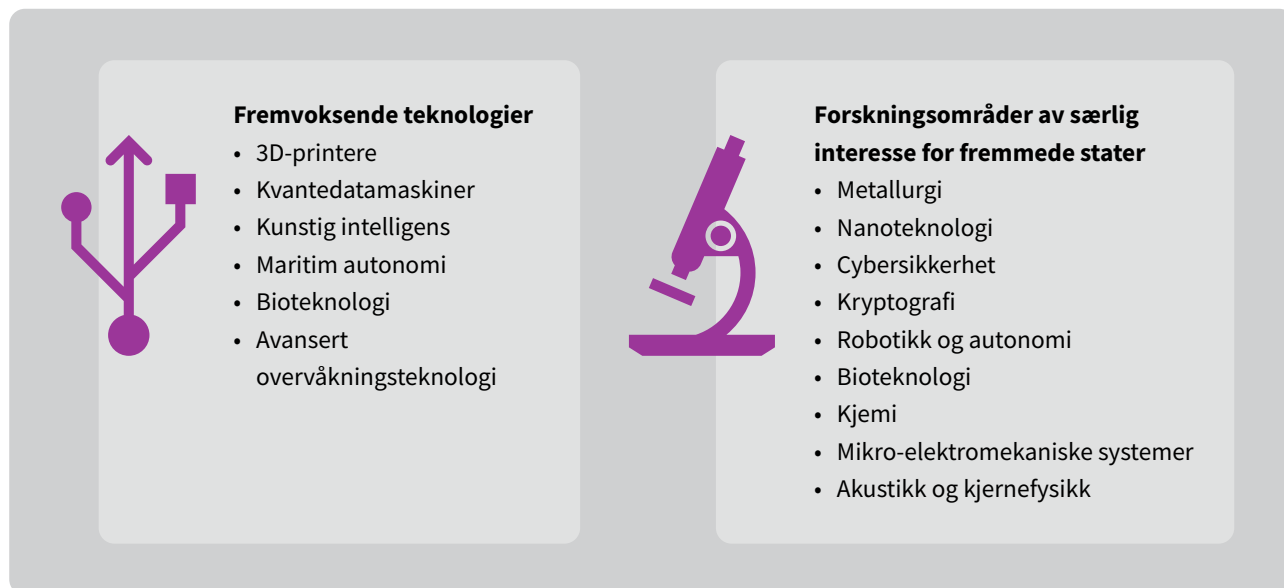 Fremvoksende teknologier
• 3D-printere
• Kvantedatamaskiner
• Kunstig intelligens
• Maritim autonomi
• Bioteknologi
• Avansert
overvåkningsteknologi
Forskningsområder av særlig
interesse for fremmede stater
• Metallurgi
• Nanoteknologi
• Cybersikkerhet
• Kryptografi
• Robotikk og autonomi
• Bioteknologi
• Kjemi
• Mikro-elektromekaniske systemer
• Akustikk og kjernefysikk